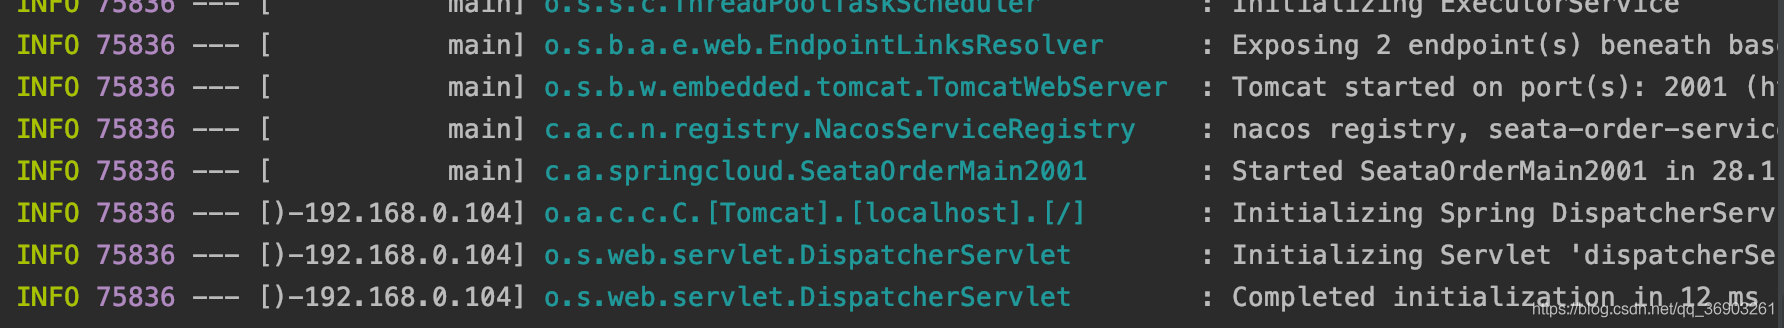 INFO 75836 --- [           main] o.s.s.c.ThreadPoolTaskScheduler          : Initializing ExecutorService
INFO 75836 --- [           main] o.s.b.a.e.web.EndpointLinksResolver      : Exposing 2 endpoint(s) beneath bas
INFO 75836 --- [           main] o.s.b.w.embedded.tomcat.TomcatWebServer  : Tomcat started on port(s): 2001 (ht
INFO 75836 --- [           main] c.a.c.n.registry.NacosServiceRegistry    : nacos registry, seata-order-servic
INFO 75836 --- [           main] c.a.springcloud.SeataOrderMain2001       : Started SeataOrderMain2001 in 28.1
INFO 75836 --- [)-192.168.0.104] o.a.c.c.C.[Tomcat].[localhost].[/]       : Initializing Spring DispatcherServ
INFO 75836 --- [)-192.168.0.104] o.s.web.servlet.DispatcherServlet        : Initializing Servlet 'dispatcherSe
INFO 75836 --- [)-192.168.0.104] o.s.web.servlet.DispatcherServlet        : Completed initialization in 12 ms
https://blog.csdn.net/qq_36903261